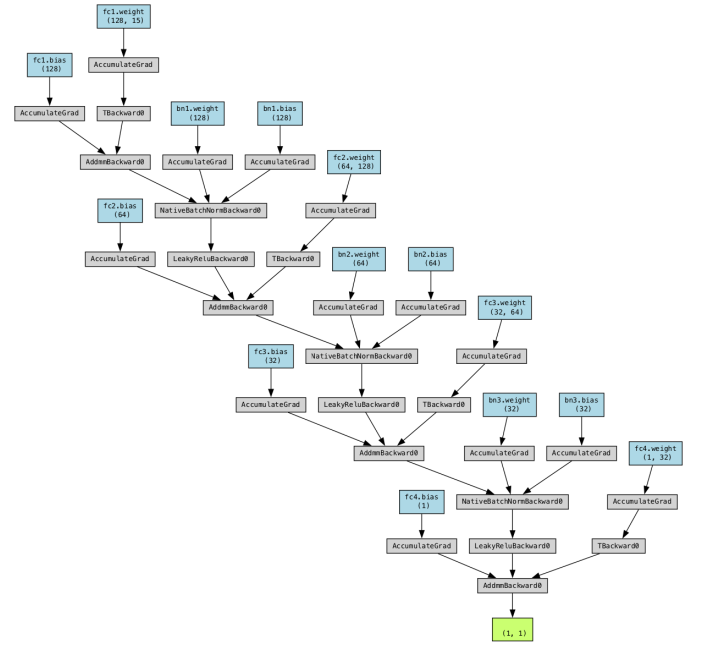 fc1.weight
(128, 15)
fc1.bias
(128)
AccumulateGrad
AccumulateGrad
TBackward0
bn1.weight
(128)
bn1.bias
(128)
AddmmBackward0
AccumulateGrad
AccumulateGrad
fc2.weight
(64, 128)
fc2.bias
(64)
NativeBatchNormBackward0
AccumulateGrad
AccumulateGrad
LeakyReluBackward0
TBackward0
bn2.weight
(64)
bn2.bias
(64)
AddmmBackward0
AccumulateGrad
AccumulateGrad
fc3.weight
(32, 64)
fc3.bias
(32)
NativeBatchNormBackward0
AccumulateGrad
AccumulateGrad
LeakyReluBackward0
TBackward0
bn3.weight
(32)
bn3.bias
(32)
AddmmBackward0
AccumulateGrad
AccumulateGrad
fc4.weight
(1, 32)
fc4.bias
(1)
NativeBatchNormBackward0
AccumulateGrad
AccumulateGrad
LeakyReluBackward0
TBackward0
AddmmBackward0
(1, 1)